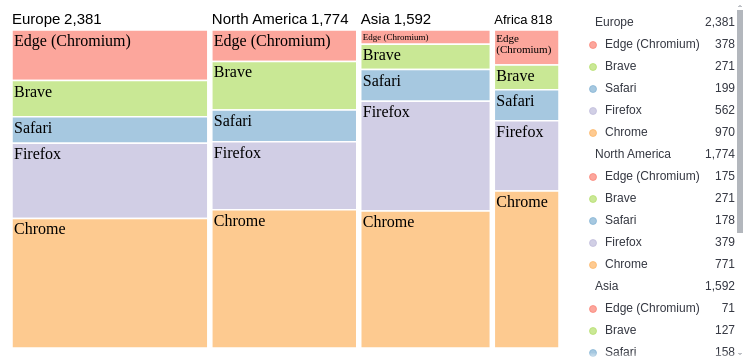 Europe 2,381
Edge (Chromium)
Brave
Safari
Firefox
Chrome
North America 1,774
Edge (Chromium)
Brave
Safari
Firefox
Chrome
Asia 1,592
Edge (Chromium)
Brave
Safari
Firefox
Chrome
Africa 818
Edge
(Chromium)
Brave
Safari
Firefox
Chrome
Europe 2,381
Edge (Chromium) 378
Brave 271
Safari 199
Firefox 562
Chrome 970
North America 1,774
Edge (Chromium) 175
Brave 271
Safari 178
Firefox 379
Chrome 771
Asia 1,592
Edge (Chromium) 71
Brave 127
Safari 158